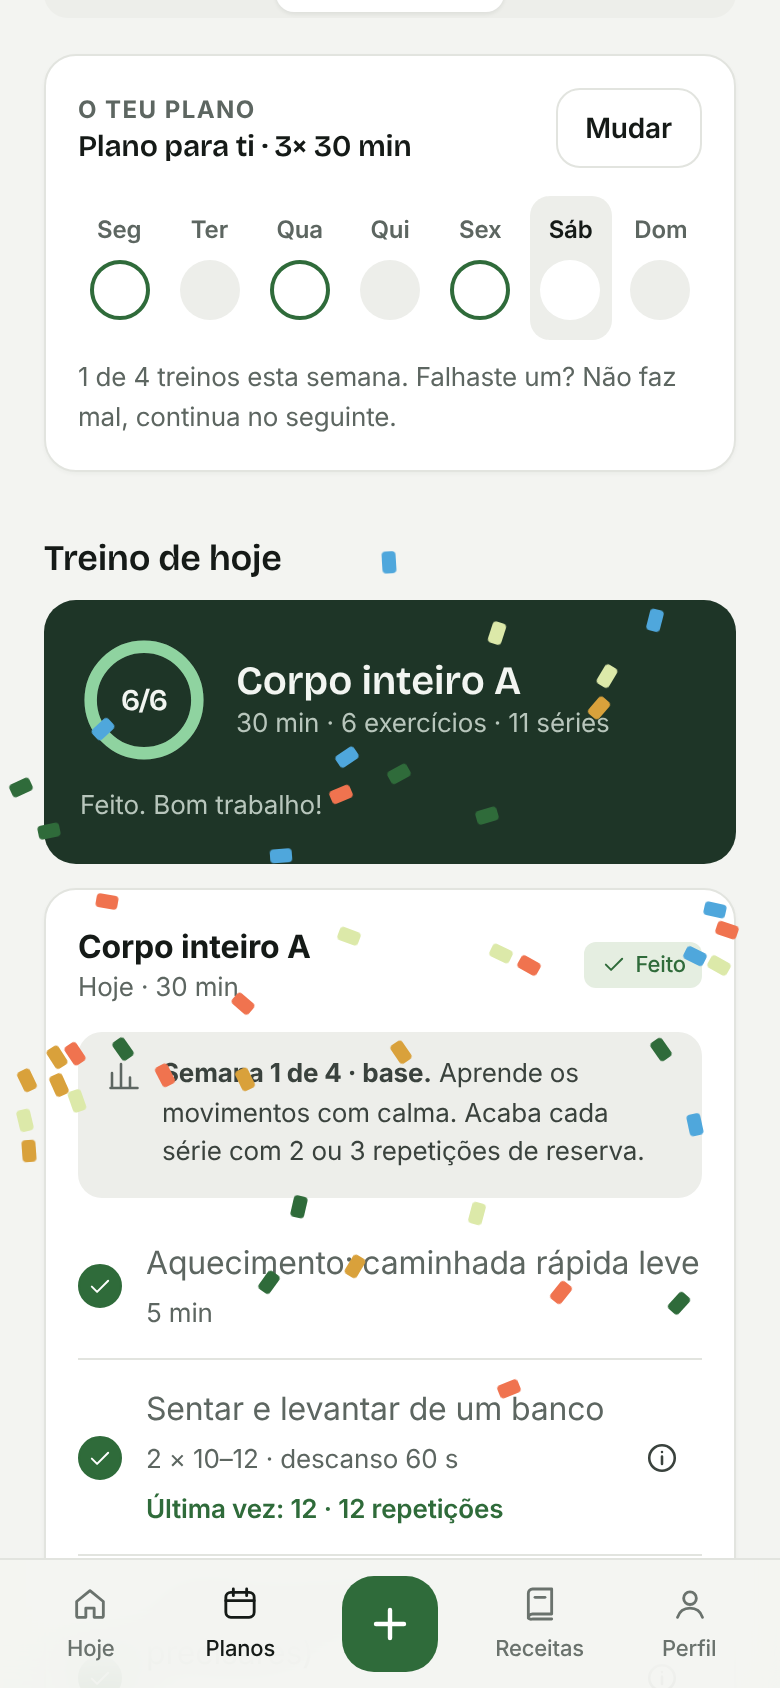 O TEU PLANO
Plano para ti · 3× 30 min
Mudar
Seg Ter Qua Qui Sex Sáb Dom
1 de 4 treinos esta semana. Falhaste um? Não faz
mal, continua no seguinte.
Treino de hoje
6/6
Corpo inteiro A
30 min · 6 exercícios · 11 séries
Feito. Bom trabalho!
Corpo inteiro A
Hoje · 30 min
Feito
Semana 1 de 4 · base. Aprende os
movimentos com calma. Acaba cada
série com 2 ou 3 repetições de reserva.
Aquecimento: caminhada rápida leve
5 min
Sentar e levantar de um banco
2 × 10–12 · descanso 60 s
Última vez: 12 · 12 repetições
Hoje
Planos
Receitas
Perfil